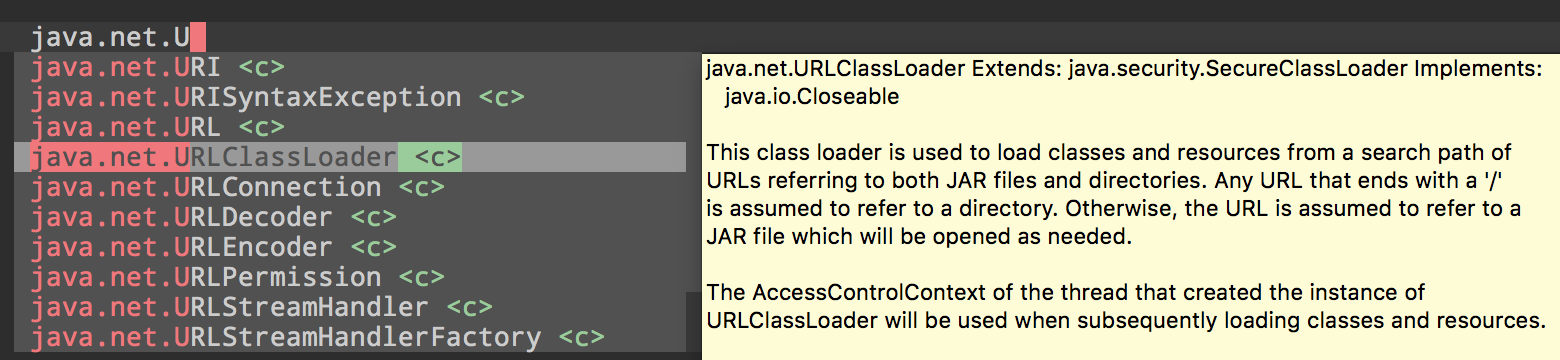 java.net.U
java.net.URI <c>
java.net.URISyntaxException <c>
java.net.URL <c>
java.net.URLClassLoader <c>
java.net.URLConnection <c>
java.net.URLDecoder <c>
java.net.URLEncoder <c>
java.net.URLPermission <c>
java.net.URLStreamHandler <c>
java.net.URLStreamHandlerFactory <c>
java.net.URLClassLoader Extends: java.security.SecureClassLoader Implements:
java.io.Closeable
This class loader is used to load classes and resources from a search path of
URLs referring to both JAR files and directories. Any URL that ends with a '/'
is assumed to refer to a directory. Otherwise, the URL is assumed to refer to a
JAR file which will be opened as needed.
The AccessControlContext of the thread that created the instance of
URLClassLoader will be used when subsequently loading classes and resources.